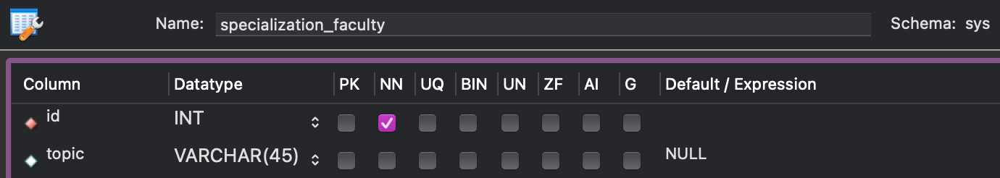 Name: specialization_faculty Schema: sys
Column Datatype PK NN UQ BIN UN ZF AI G Default / Expression
id INT
topic VARCHAR(45) NULL